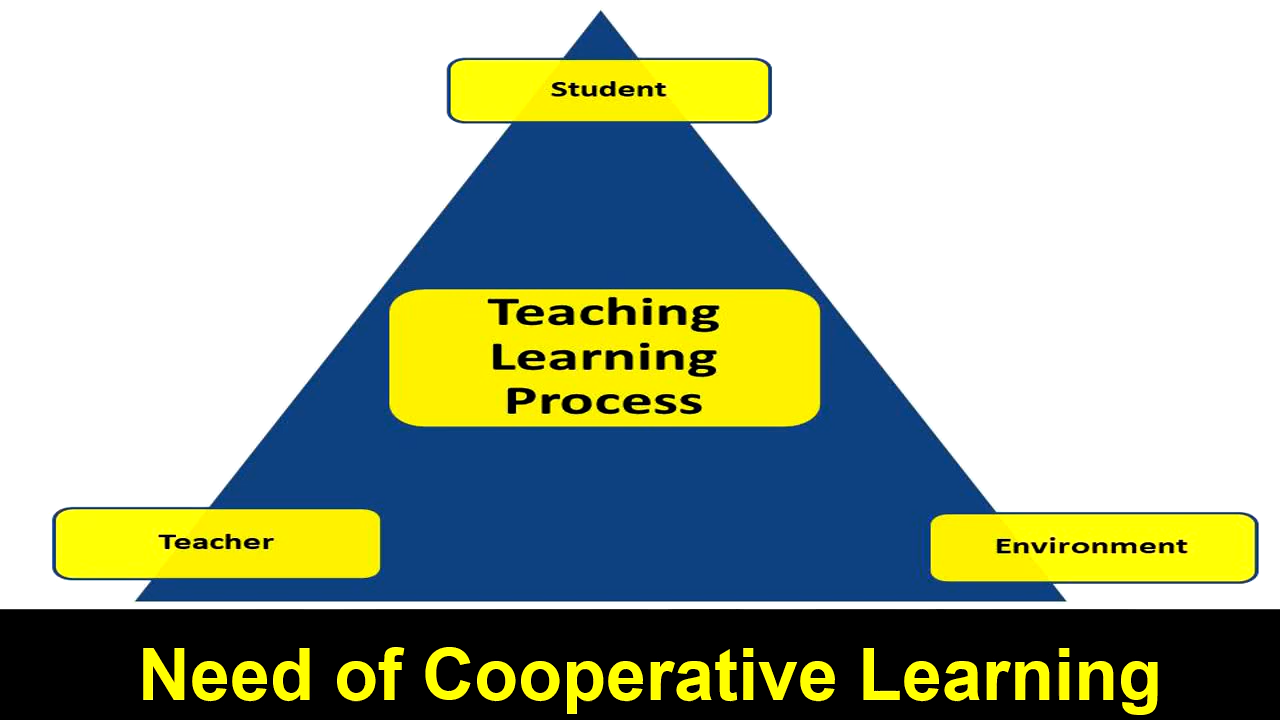 Student
Teaching
Learning
Process
Teacher
Environment
Need of Cooperative Learning